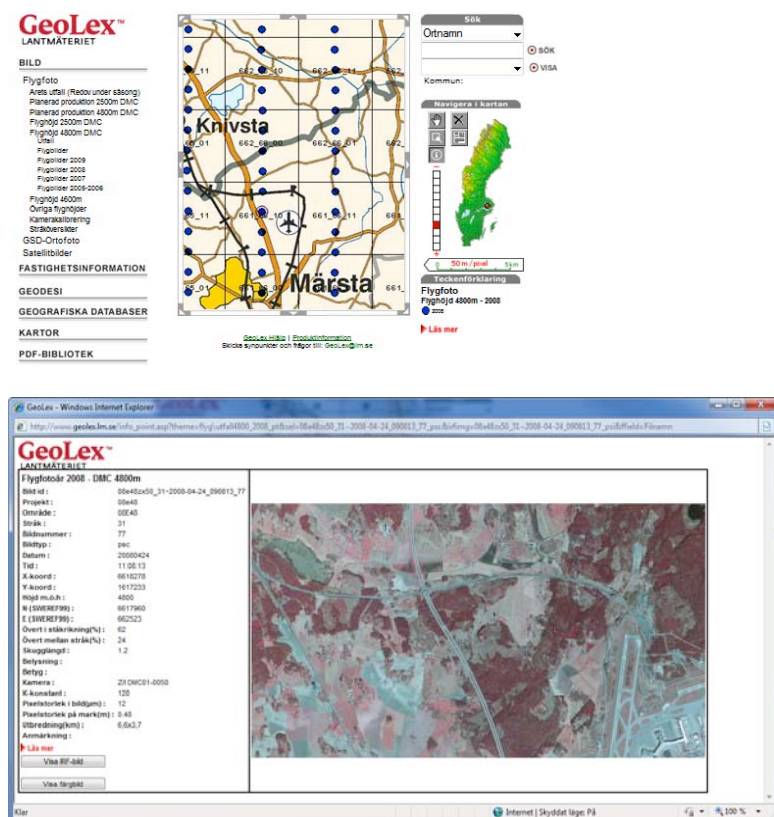 GeoLex™
LANTMÄTERIET
BILD
Flygfoto
Årets utfall (Redov under säsong)
Planerad produktion 2500m DMC
Planerad produktion 4800m DMC
Flyghöjd 2500m DMC
Flyghöjd 4800m DMC
Utfall
Flygbilder
Flygbilder 2009
Flygbilder 2008
Flygbilder 2007
Flygbilder 2005-2006
Flyghöjd 4600m
Övriga flyghöjder
Kamerakalibrering
Stråköversikter
GSD-Ortofoto
Satellitbilder
FASTIGHETSINFORMATION
GEODESI
GEOGRAFISKA DATABASER
KARTOR
PDF-BIBLIOTEK
Knivsta
Märsta
GeoLex Hjälp | Produktinformation
Skicka synpunkter och frågor till: GeoLex@lm.se
Sök
Ortnamn
SÖK
VISA
Kommun:
Navigera i kartan
0 50 m / pixel 5km
Teckenförklaring
Flygfoto
Flyghöjd 4800m - 2008
2008
Läs mer
GeoLex - Windows Internet Explorer
GeoLex™
LANTMÄTERIET
Flygfotoår 2008 - DMC 4800m
Bild id : 08e48zx50_31~2008-04-24_090813_77
Projekt : 08e48
Område : 08E48
Stråk : 31
Bildnummer : 77
Bildtyp : psc
Datum : 20080424
Tid : 11:08:13
X-koord : 6618278
Y-koord : 1617233
Höjd m.ö.h : 4800
N (SWEREF99) : 6617960
E (SWEREF99) : 662523
Övert i ståkrikning(%) : 62
Övert mellan stråk(%) : 24
Skugglängd : 1.2
Belysning :
Betyg :
Kamera : Z/I DMC01-0050
K-konstant : 120
Pixelstorlek i bild(µm) : 12
Pixelstorlek på mark(m) : 0.48
Utbredning(km) : 6,6x3,7
Anmärkning :
Läs mer
Visa IRF-bild
Visa färgbild
Klar
Internet | Skyddat läge: På
100 %